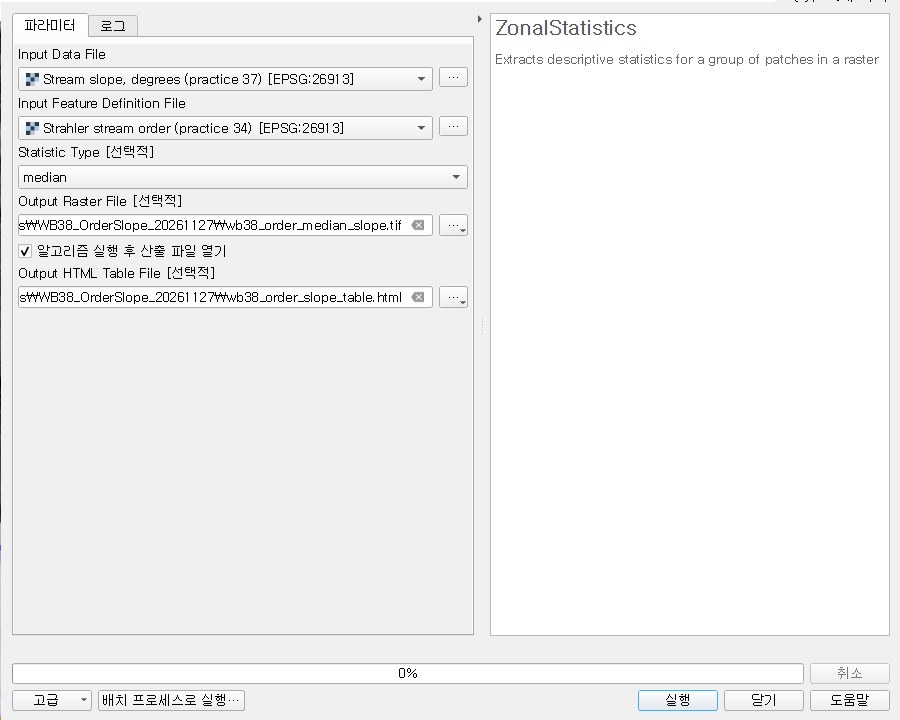 파라미터
로그
Input Data File
Stream slope, degrees (practice 37) [EPSG:26913]
Input Feature Definition File
Strahler stream order (practice 34) [EPSG:26913]
Statistic Type [선택적]
median
Output Raster File [선택적]
s₩WB38_OrderSlope_20261127₩wb38_order_median_slope.tif
알고리즘 실행 후 산출 파일 열기
Output HTML Table File [선택적]
s₩WB38_OrderSlope_20261127₩wb38_order_slope_table.html
ZonalStatistics
Extracts descriptive statistics for a group of patches in a raster
0%
취소
고급
배치 프로세스로 실행…
실행
닫기
도움말